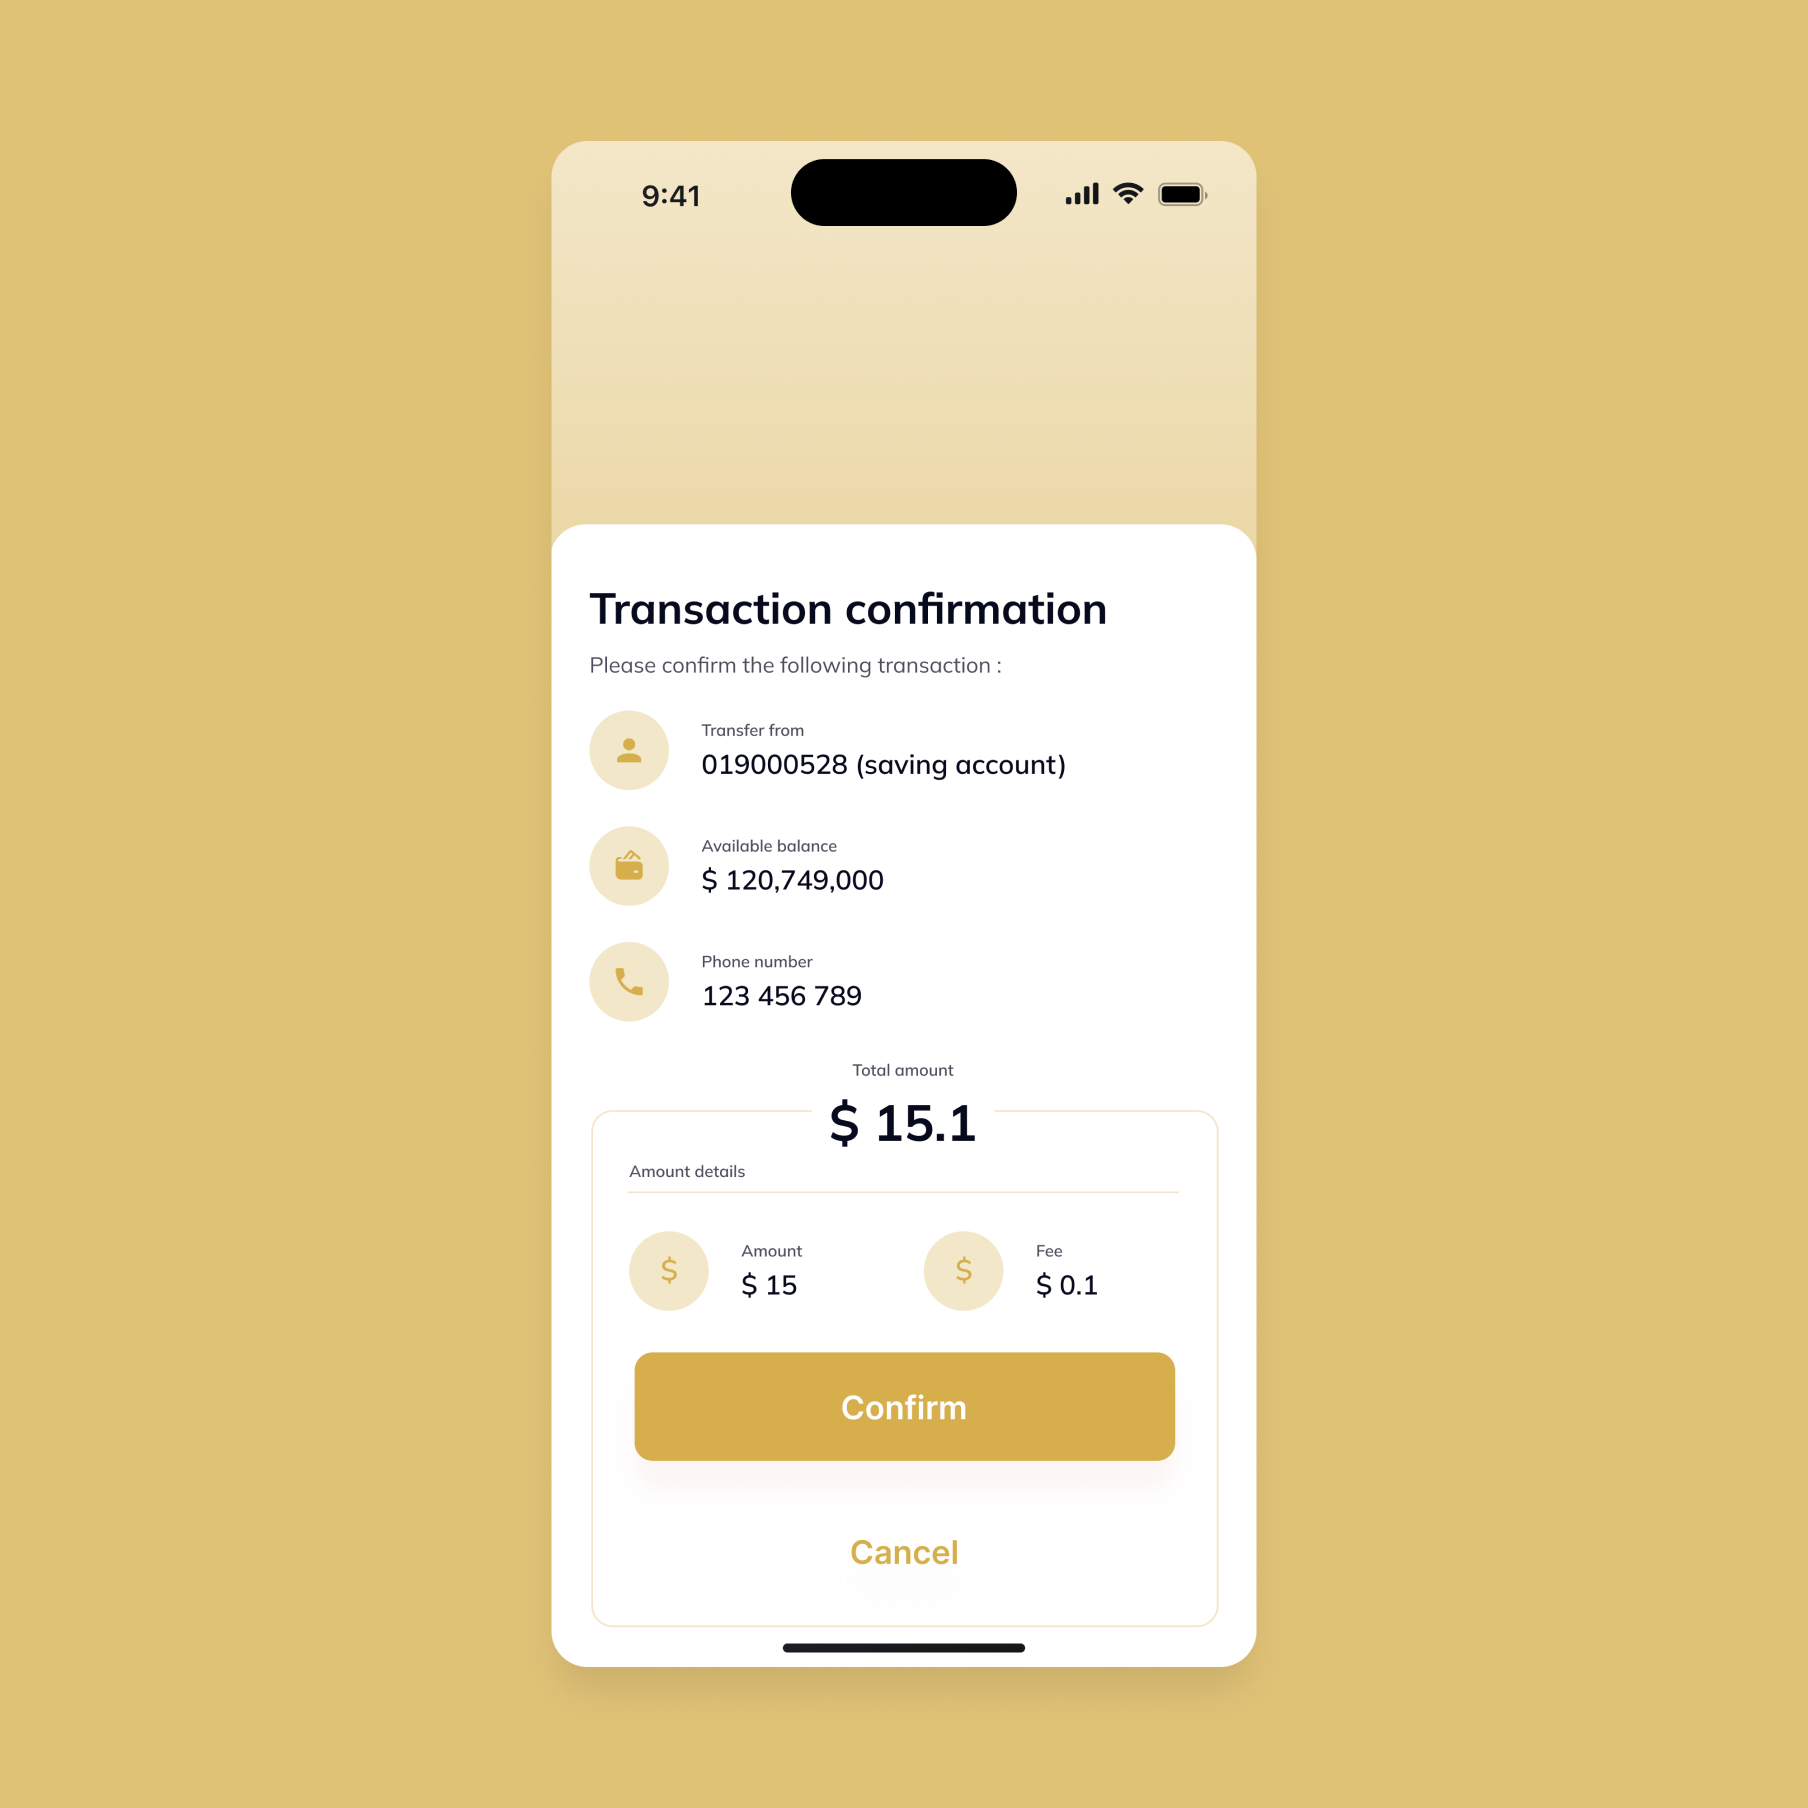 9:41
Transaction confirmation
Please confirm the following transaction :
Transfer from
019000528 (saving account)
Available balance
$ 120,749,000
Phone number
123 456 789
Total amount
$ 15.1
Amount details
$
Amount
$ 15
$
Fee
$ 0.1
Confirm
Cancel